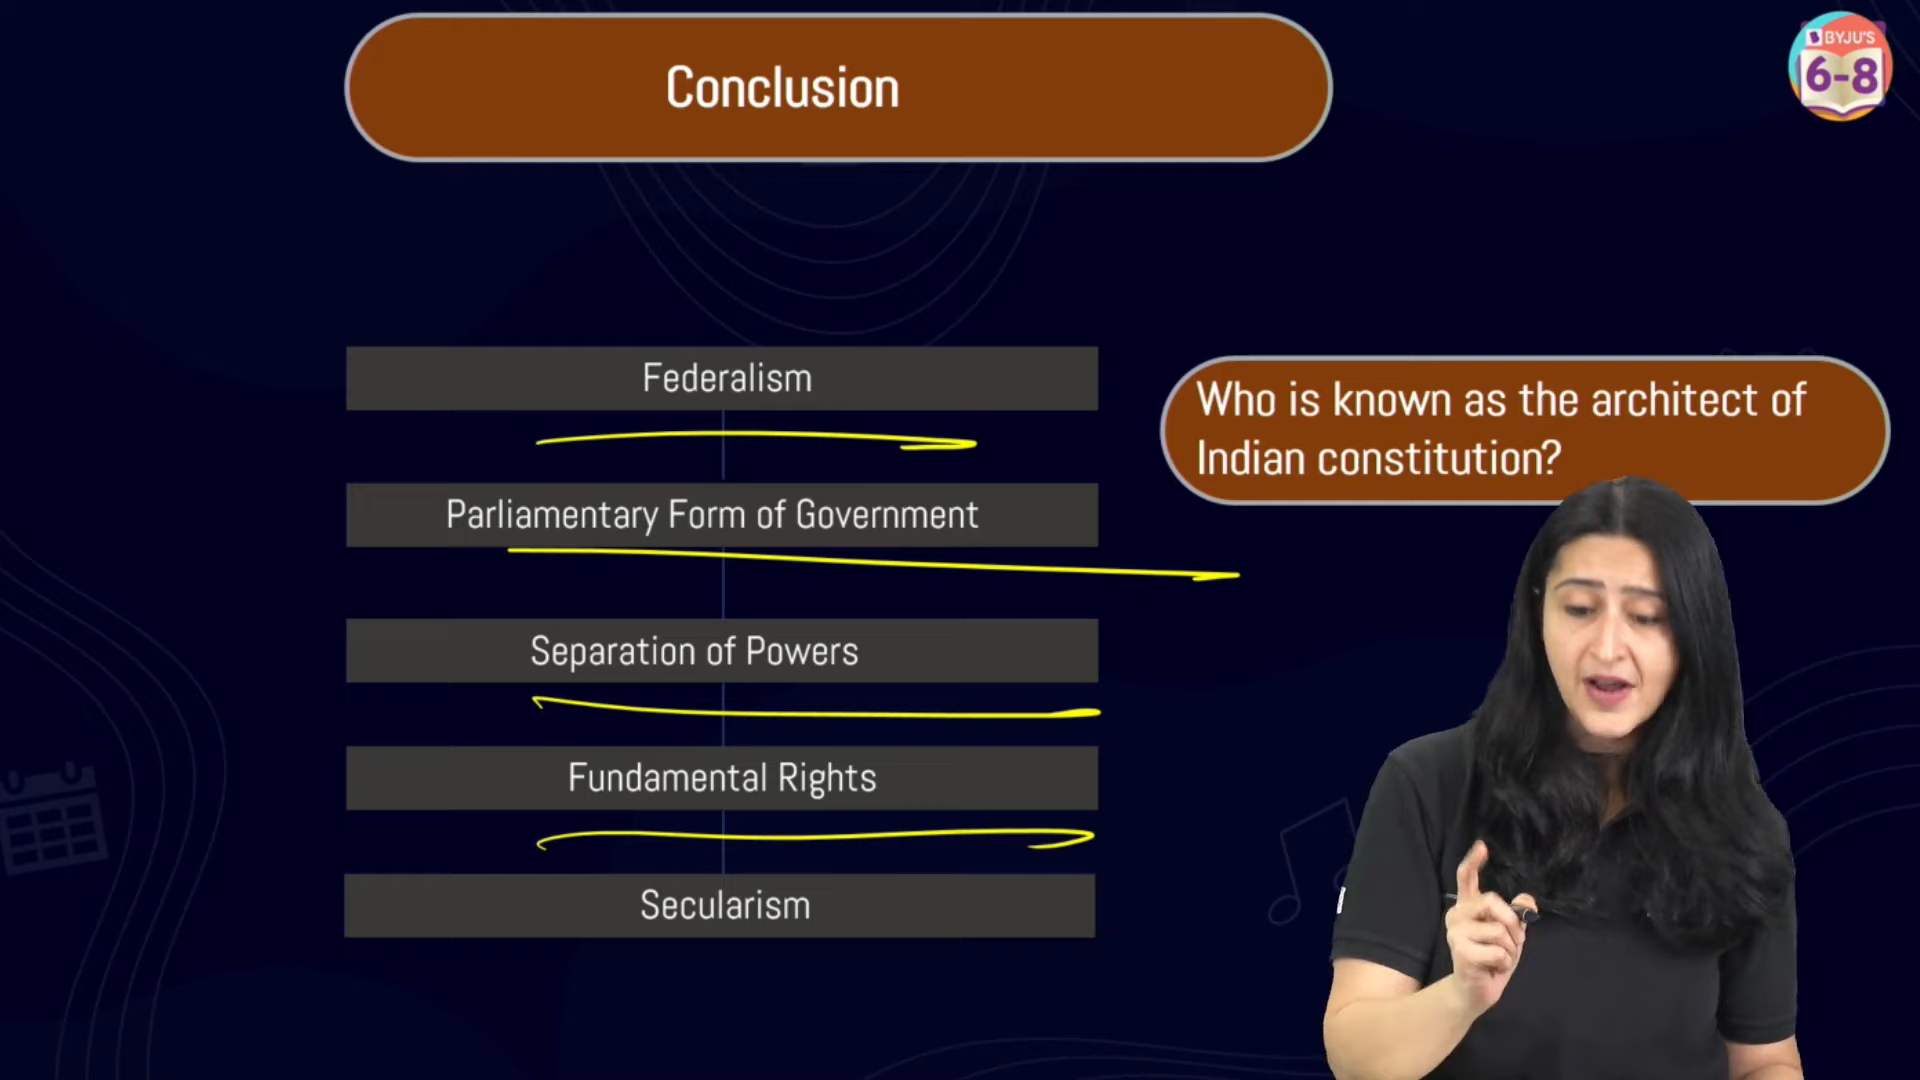 Conclusion
BYJU'S
6-8
Federalism
Parliamentary Form of Government
Separation of Powers
Fundamental Rights
Secularism
Who is known as the architect of
Indian constitution?